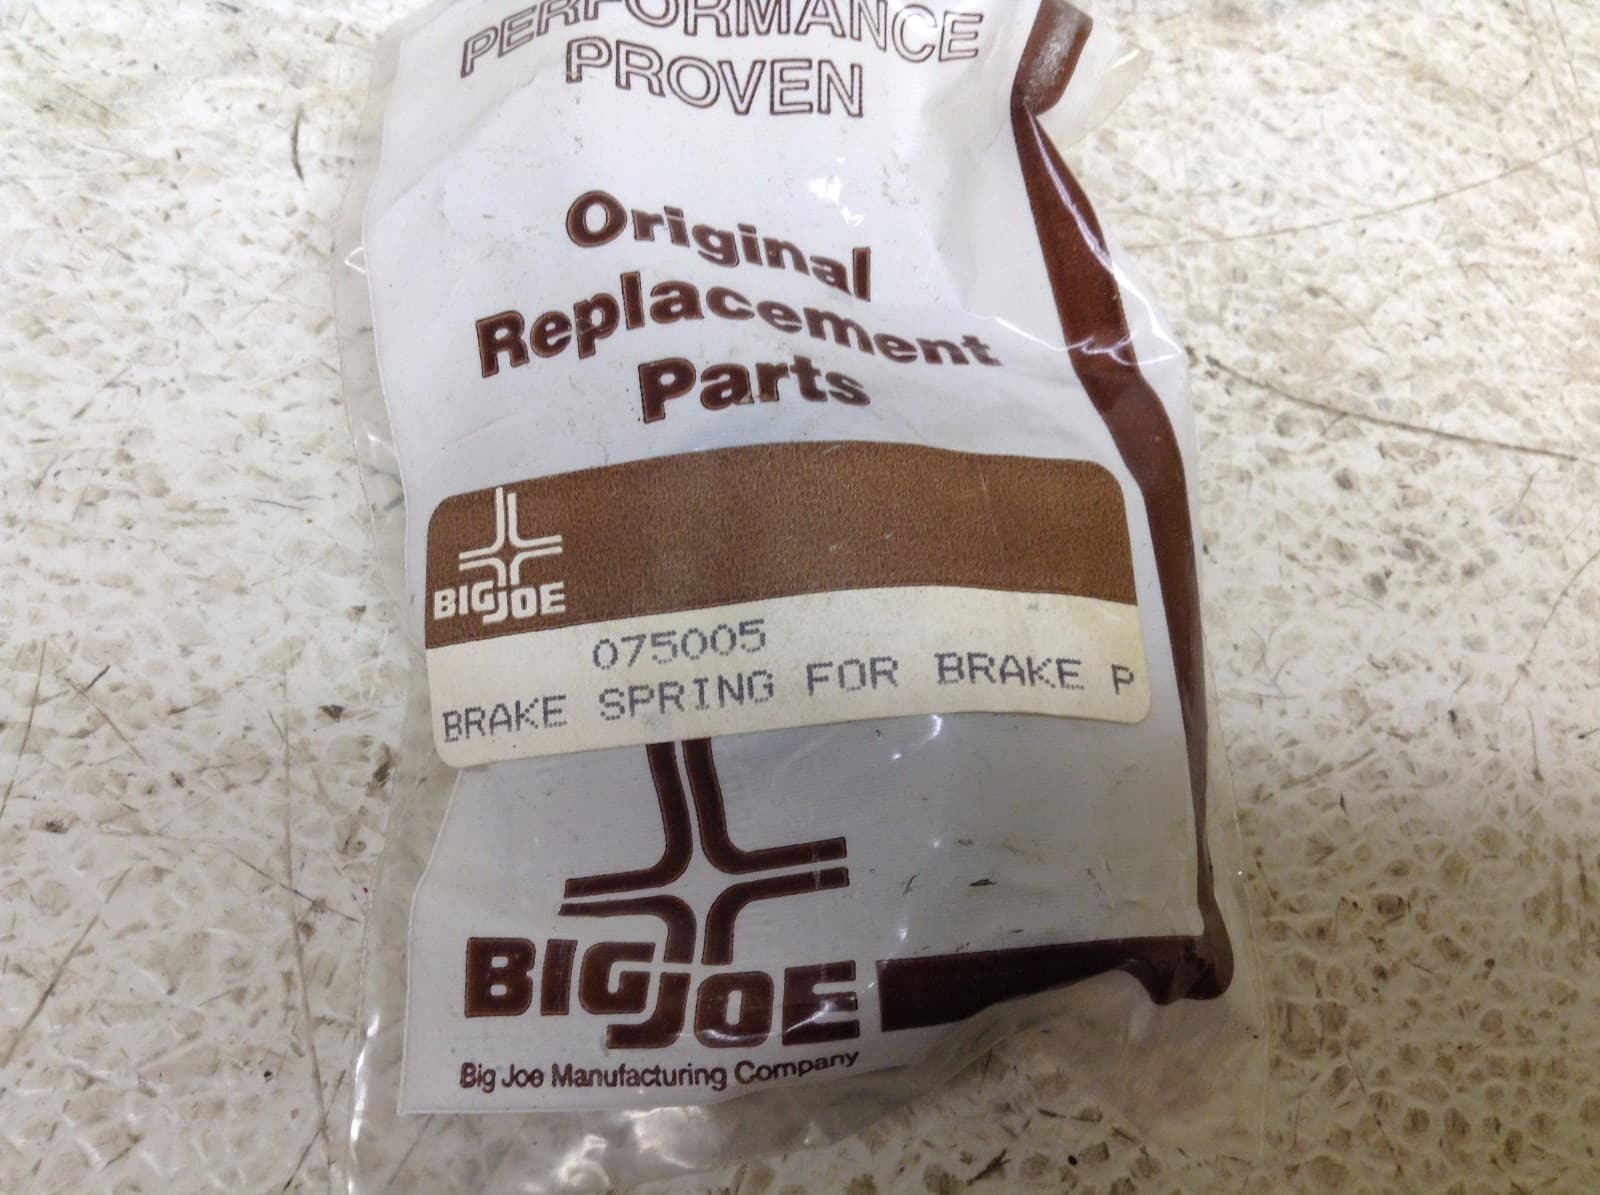 PERFORMANCE
PROVEN
Original
Replacement
Parts
BIG JOE
075005
BRAKE SPRING FOR BRAKE P
BIG JOE
Big Joe Manufacturing Company